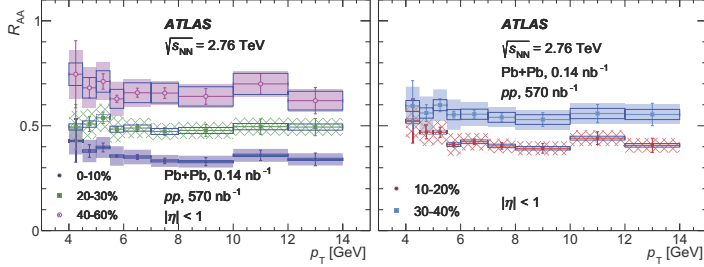 R_AA
1
0.5
0
ATLAS
√s_NN = 2.76 TeV
0-10%
20-30%
40-60%
Pb+Pb, 0.14 nb⁻¹
pp, 570 nb⁻¹
|η| < 1
4 6 8 10 12 14
p_T [GeV]
ATLAS
√s_NN = 2.76 TeV
Pb+Pb, 0.14 nb⁻¹
pp, 570 nb⁻¹
10-20%
30-40%
|η| < 1
4 6 8 10 12 14
p_T [GeV]